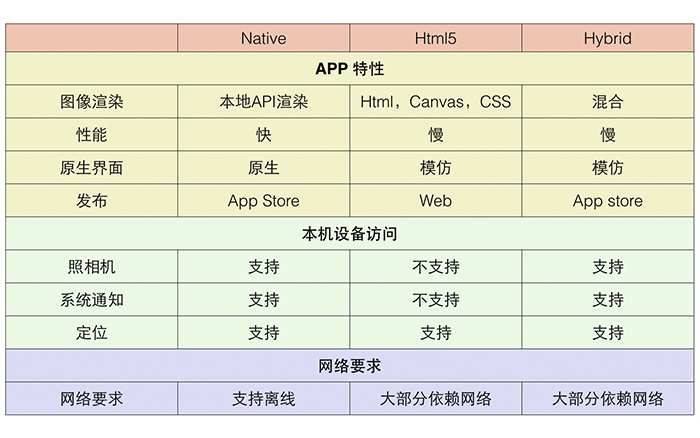 Native Html5 Hybrid
APP 特性
图像渲染 本地API渲染 Html，Canvas，CSS 混合
性能 快 慢 慢
原生界面 原生 模仿 模仿
发布 App Store Web App store
本机设备访问
照相机 支持 不支持 支持
系统通知 支持 不支持 支持
定位 支持 支持 支持
网络要求
网络要求 支持离线 大部分依赖网络 大部分依赖网络